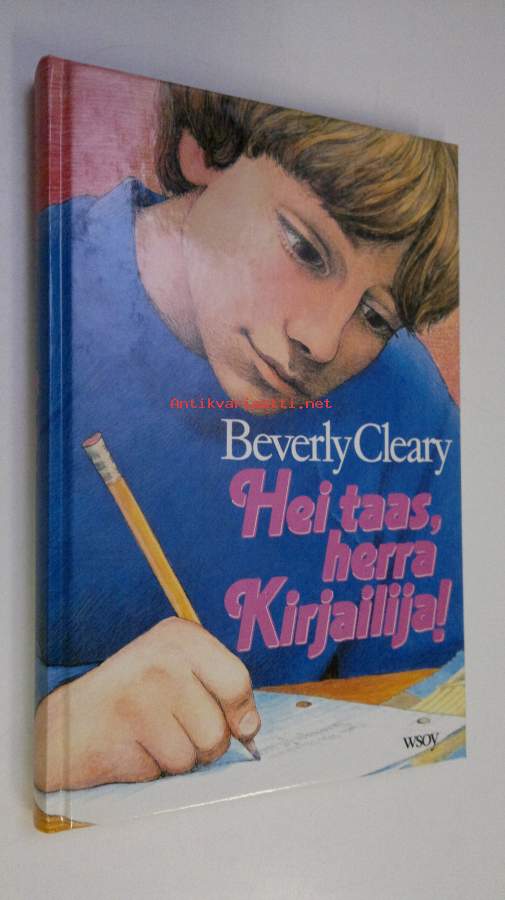 Antikvariaatti.net
Beverly Cleary
Hei taas,
herra
Kirjailija!
wsoy